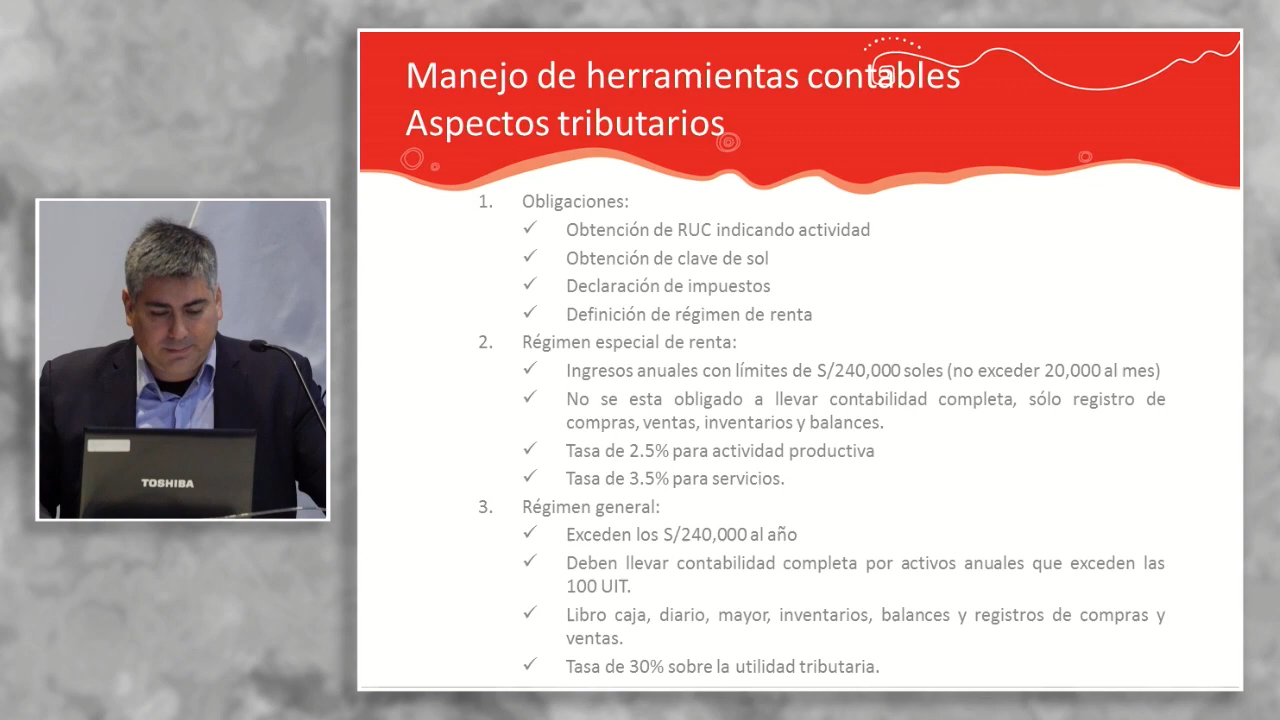 Manejo de herramientas contables
Aspectos tributarios
1. Obligaciones:
✓ Obtención de RUC indicando actividad
✓ Obtención de clave de sol
✓ Declaración de impuestos
✓ Definición de régimen de renta
2. Régimen especial de renta:
✓ Ingresos anuales con límites de S/240,000 soles (no exceder 20,000 al mes)
✓ No se esta obligado a llevar contabilidad completa, sólo registro de
compras, ventas, inventarios y balances.
✓ Tasa de 2.5% para actividad productiva
✓ Tasa de 3.5% para servicios.
3. Régimen general:
✓ Exceden los S/240,000 al año
✓ Deben llevar contabilidad completa por activos anuales que exceden las
100 UIT.
✓ Libro caja, diario, mayor, inventarios, balances y registros de compras y
ventas.
✓ Tasa de 30% sobre la utilidad tributaria.
TOSHIBA